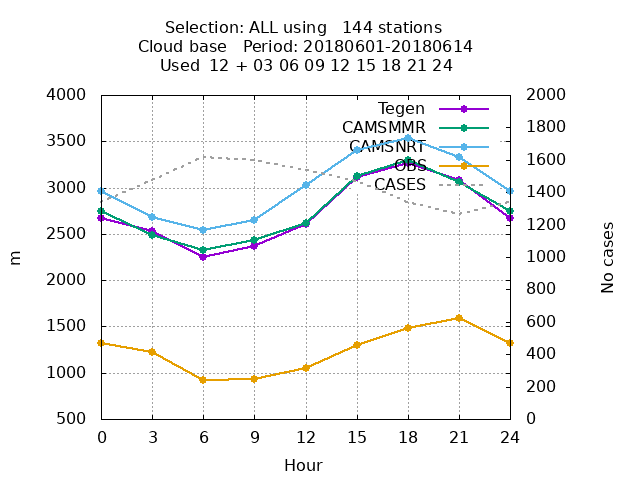 Selection: ALL using   144 stations
Cloud base   Period: 20180601-20180614
Used  12 + 03 06 09 12 15 18 21 24
4000
3500
3000
2500
2000
1500
1000
500
m
Tegen
CAMSMMR
CAMSNRT
OBS
CASES
2000
1800
1600
1400
1200
1000
800
600
400
200
0
No cases
0 3 6 9 12 15 18 21 24
Hour